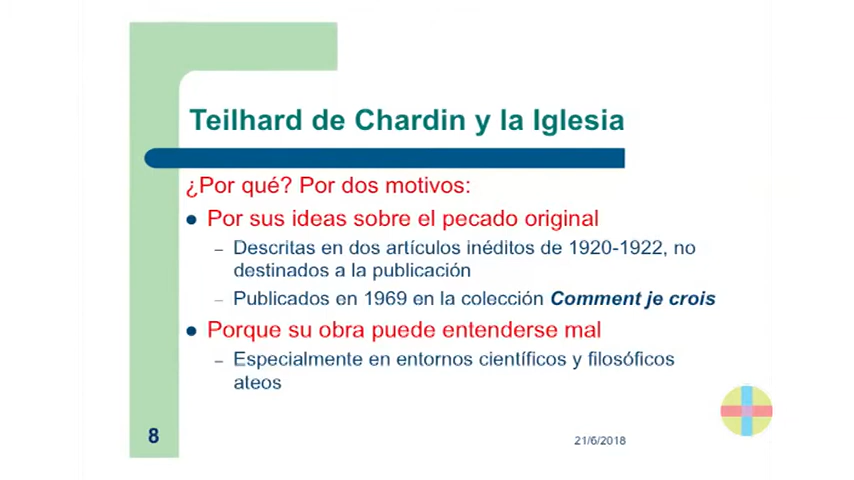 Teilhard de Chardin y la Iglesia
¿Por qué? Por dos motivos:
● Por sus ideas sobre el pecado original
– Descritas en dos artículos inéditos de 1920-1922, no
destinados a la publicación
– Publicados en 1969 en la colección Comment je crois
● Porque su obra puede entenderse mal
– Especialmente en entornos científicos y filosóficos
ateos
8
21/6/2018